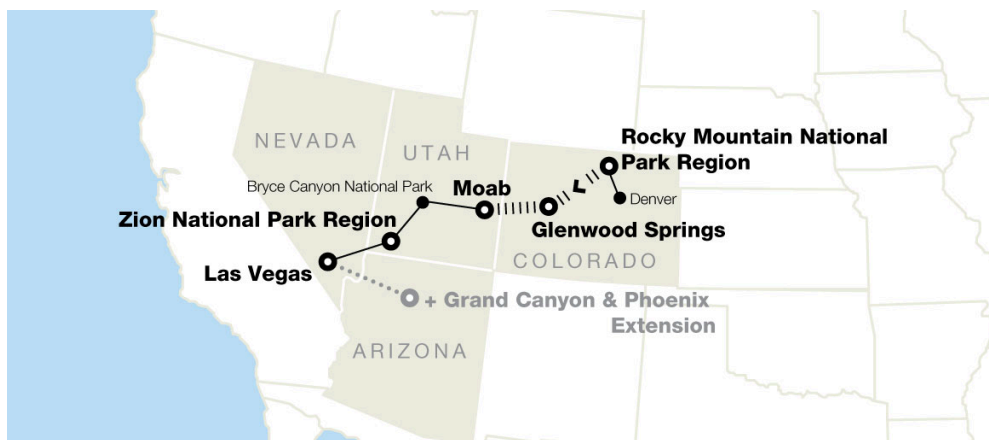 NEVADA
UTAH
Rocky Mountain National
Park Region
Bryce Canyon National Park
Moab
Denver
Zion National Park Region
Glenwood Springs
Las Vegas
COLORADO
+ Grand Canyon & Phoenix
Extension
ARIZONA